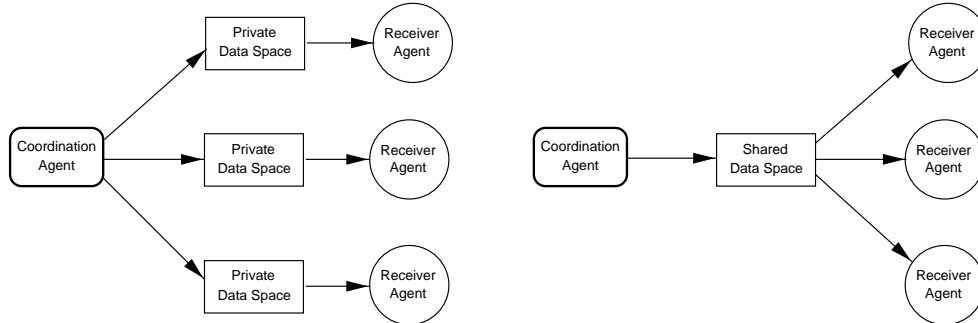 Private
Data Space
Receiver
Agent
Coordination
Agent
Private
Data Space
Receiver
Agent
Private
Data Space
Receiver
Agent
Receiver
Agent
Coordination
Agent
Shared
Data Space
Receiver
Agent
Receiver
Agent